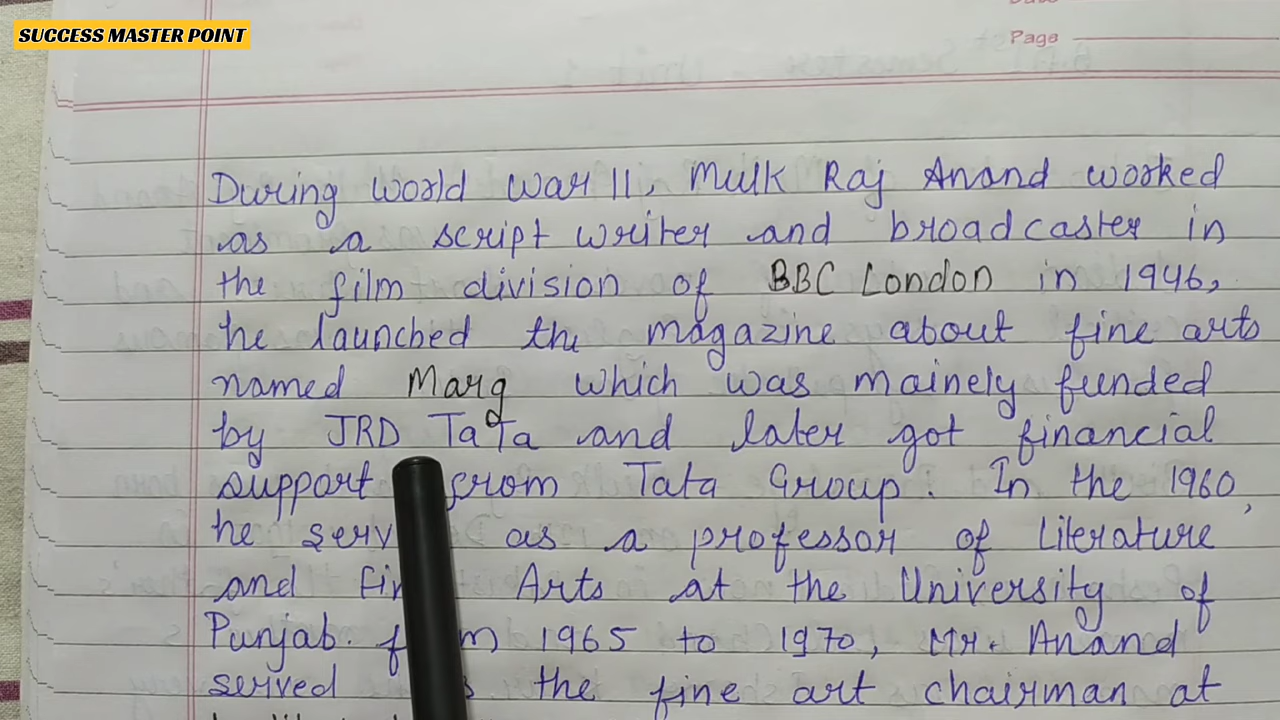 SUCCESS MASTER POINT
Page
During World War II, Mulk Raj Anand worked
as a script writer and broadcaster in
the film division of BBC London in 1946,
he launched the magazine about fine arts
named Marg which was mainely funded
by JRD TaTa and later got financial
support from Tata Group. In the 1960,
he as a professor of Literature
and Arts at the University of
Punjab. 1965 to 1970, Mr. Anand
served the fine art chairman at